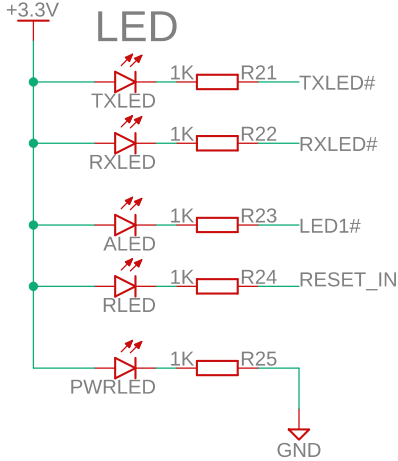 +3.3V
LED
1K R21
TXLED#
TXLED
1K R22
RXLED#
RXLED
1K R23
LED1#
ALED
1K R24
RESET_IN
RLED
1K R25
PWRLED
GND